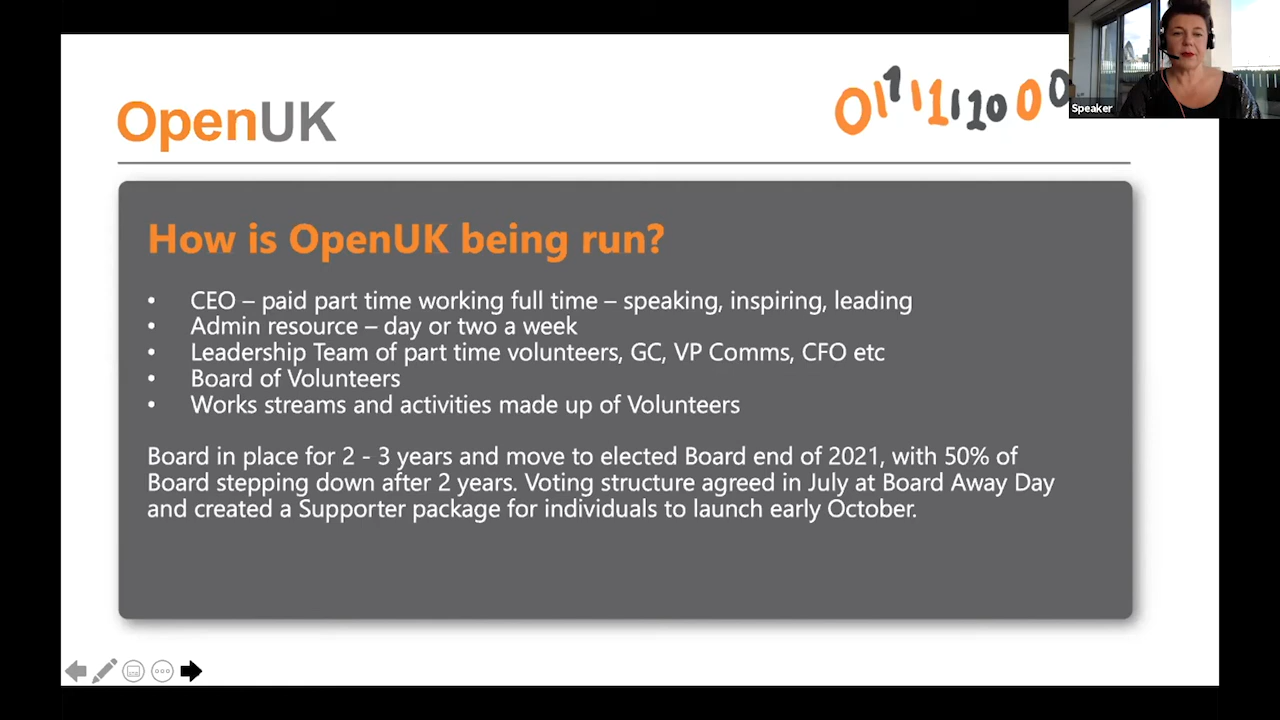 Speaker
OpenUK
011111100 0
How is OpenUK being run?
• CEO – paid part time working full time – speaking, inspiring, leading
• Admin resource – day or two a week
• Leadership Team of part time volunteers, GC, VP Comms, CFO etc
• Board of Volunteers
• Works streams and activities made up of Volunteers
Board in place for 2 - 3 years and move to elected Board end of 2021, with 50% of
Board stepping down after 2 years. Voting structure agreed in July at Board Away Day
and created a Supporter package for individuals to launch early October.